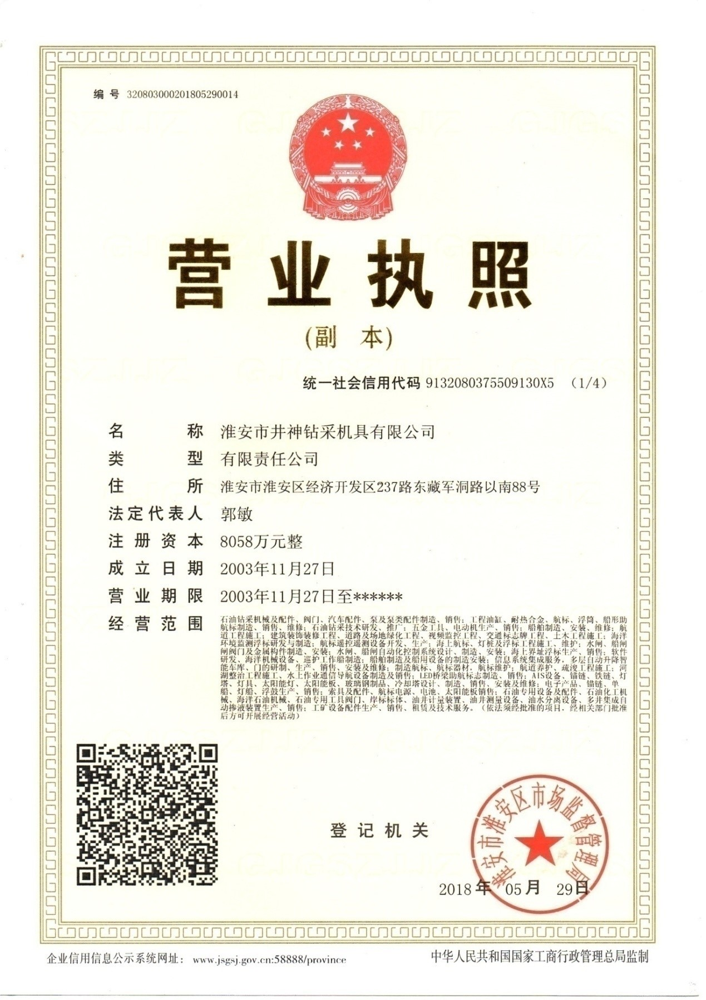 编 号 320803000201805290014
营业执照
(副 本)
统一社会信用代码 9132080375509130X5 (1/4)
名 称 淮安市井神钻采机具有限公司
类 型 有限责任公司
住 所 淮安市淮安区经济开发区237路东藏军洞路以南88号
法定代表人 郭敏
注 册 资 本 8058万元整
成 立 日 期 2003年11月27日
营 业 期 限 2003年11月27日至******
经 营 范 围 石油钻采机械及配件、阀门、汽车配件、泵及泵类配件制造、销售；工程油缸、耐热合金、航标、浮筒、船形助
航标制造、销售、维修；石油钻采技术研发、推广；五金工具、电动机生产、销售；船舶制造、安装、维修；航
道工程施工；建筑装饰装修工程、道路及场地绿化工程、视频监控工程、交通标志牌工程、土木工程施工；海洋
环境监测浮标研发与制造；航标遥控遥测设备开发、生产；海上航标、灯桩及浮标工程施工、维护；水闸、船闸
闸阀门及金属构件制造、安装；水闸、船闸自动化控制系统设计、制造、安装；海上界址浮标生产、销售；软件
研发、海洋机械设备、巡护工作船制造；船舶制造及船用设备的制造安装；信息系统集成服务，多层自动升降智
能车库、门的研制、生产、销售、安装及维修；制造航标、航标器材，航标维护；航道养护、疏浚工程施工；河
湖整治工程施工、水上作业通信导航设备制造及销售；LED桥梁助航标志制造、销售；AIS设备、锚链、铁链、灯
塔、灯具、太阳能灯、太阳能板、玻璃钢制品、冷却塔设计、制造、销售、安装及维修；电子产品、锚链、单
船、灯船、浮鼓生产、销售；索具及配件、航标电源、电池、太阳能板销售；石油专用设备及配件、石油化工机
械、海洋石油机械、石油专用工具阀门、岸标标体、油井计量装置、油井测量设备、油水分离设备、多井集成自
动掺液装置生产、销售；工矿设备配件生产、销售、租赁及技术服务。（依法须经批准的项目，经相关部门批准
后方可开展经营活动）
登 记 机 关
淮安市淮安区市场监督管理局
2018 年 05 月 29 日
企业信用信息公示系统网址： www.jsgsj.gov.cn:58888/province
中华人民共和国国家工商行政管理总局监制